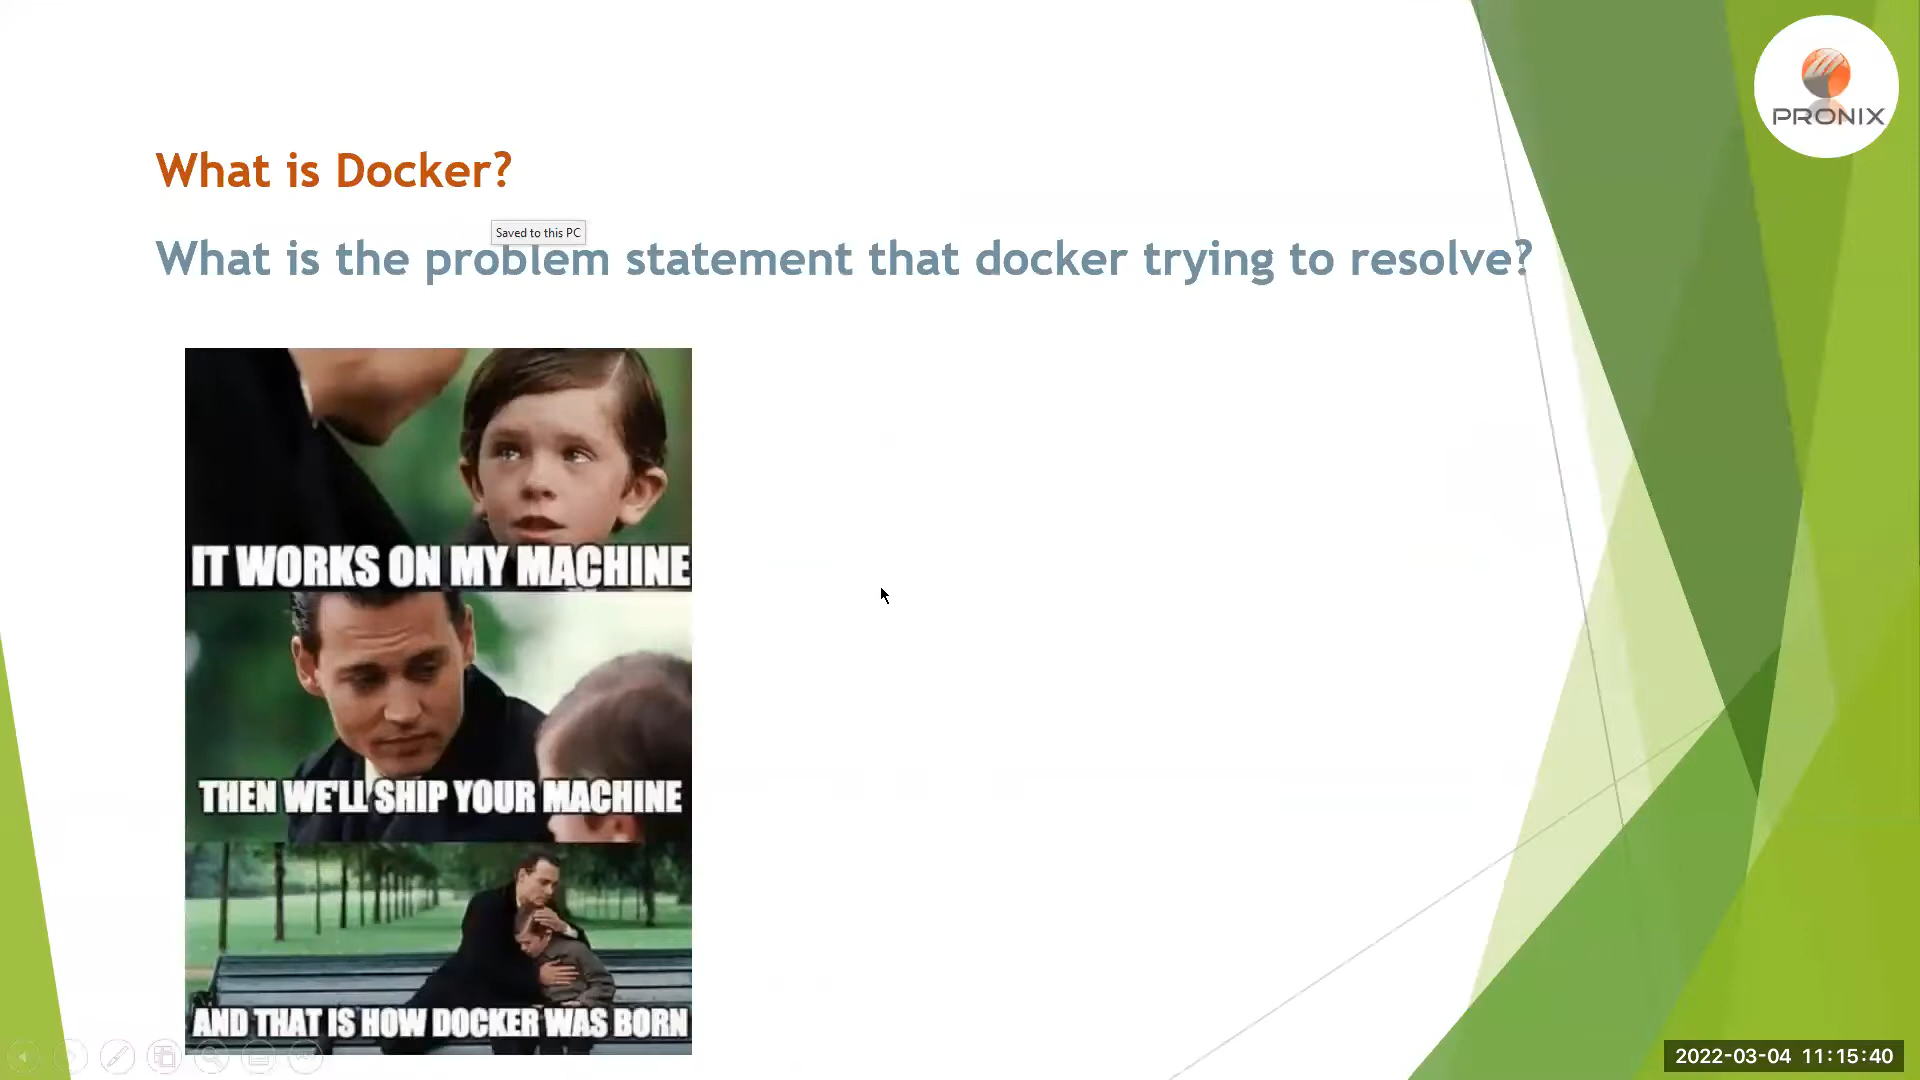 PRONIX
What is Docker?
Saved to this PC
What is the problem statement that docker trying to resolve?
IT WORKS ON MY MACHINE
THEN WE'LL SHIP YOUR MACHINE
AND THAT IS HOW DOCKER WAS BORN
2022-03-04 11:15:40